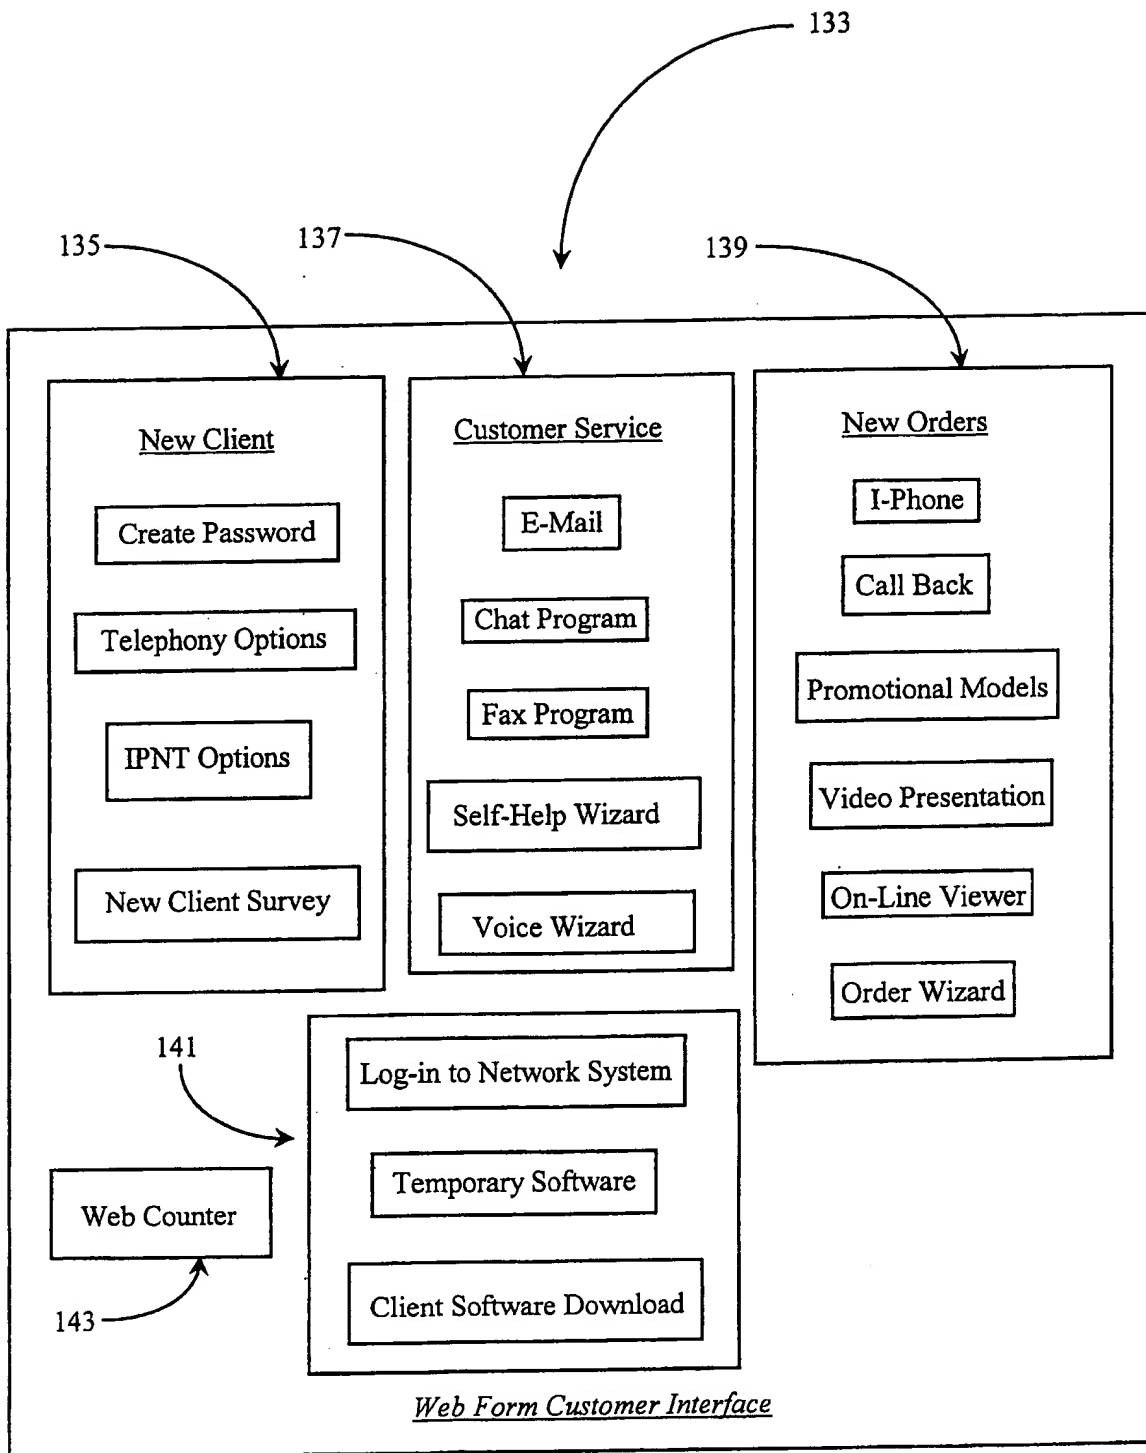 133
135
137
139
New Client
Create Password
Telephony Options
IPNT Options
New Client Survey
Customer Service
E-Mail
Chat Program
Fax Program
Self-Help Wizard
Voice Wizard
New Orders
I-Phone
Call Back
Promotional Models
Video Presentation
On-Line Viewer
Order Wizard
141
Log-in to Network System
Temporary Software
Client Software Download
Web Counter
143
Web Form Customer Interface